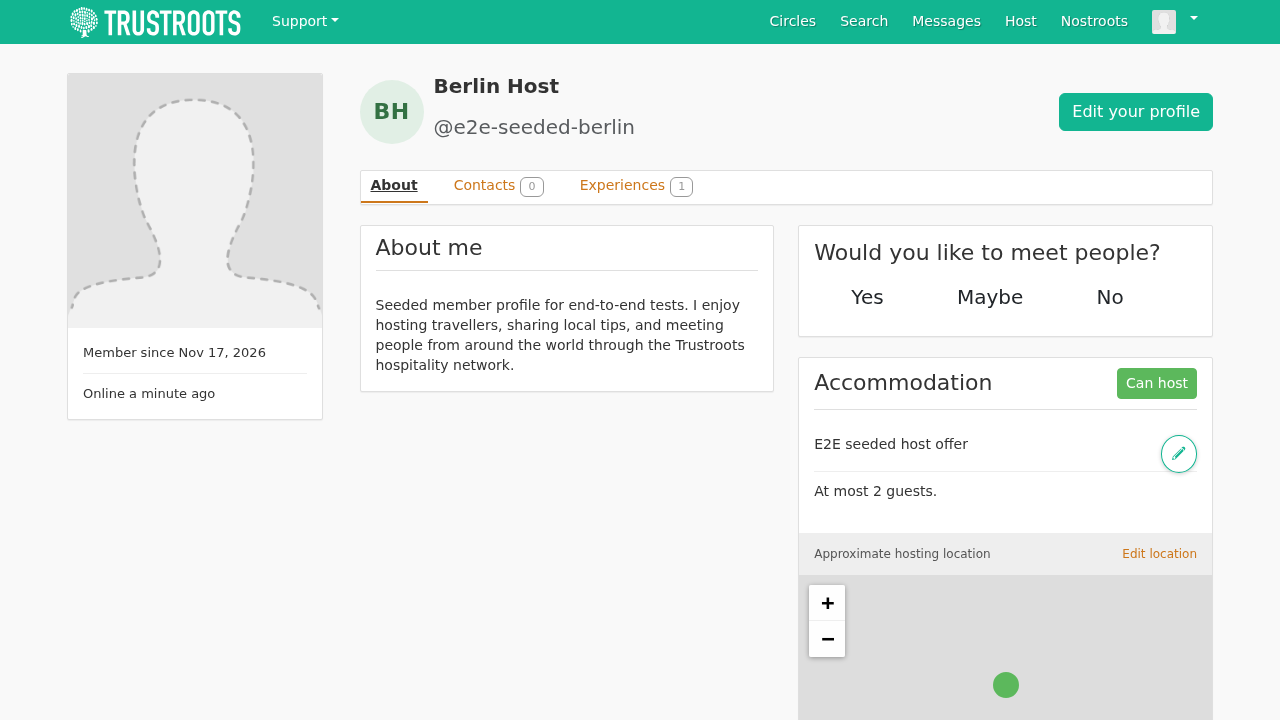 TRUSTROOTS
Support
Circles
Search
Messages
Host
Nostroots
BH
Berlin Host
@e2e-seeded-berlin
Edit your profile
Member since Nov 17, 2026
Online a minute ago
About
Contacts 0
Experiences 1
About me
Seeded member profile for end-to-end tests. I enjoy
hosting travellers, sharing local tips, and meeting
people from around the world through the Trustroots
hospitality network.
Would you like to meet people?
Yes
Maybe
No
Accommodation
Can host
E2E seeded host offer
At most 2 guests.
Approximate hosting location
Edit location
+
−